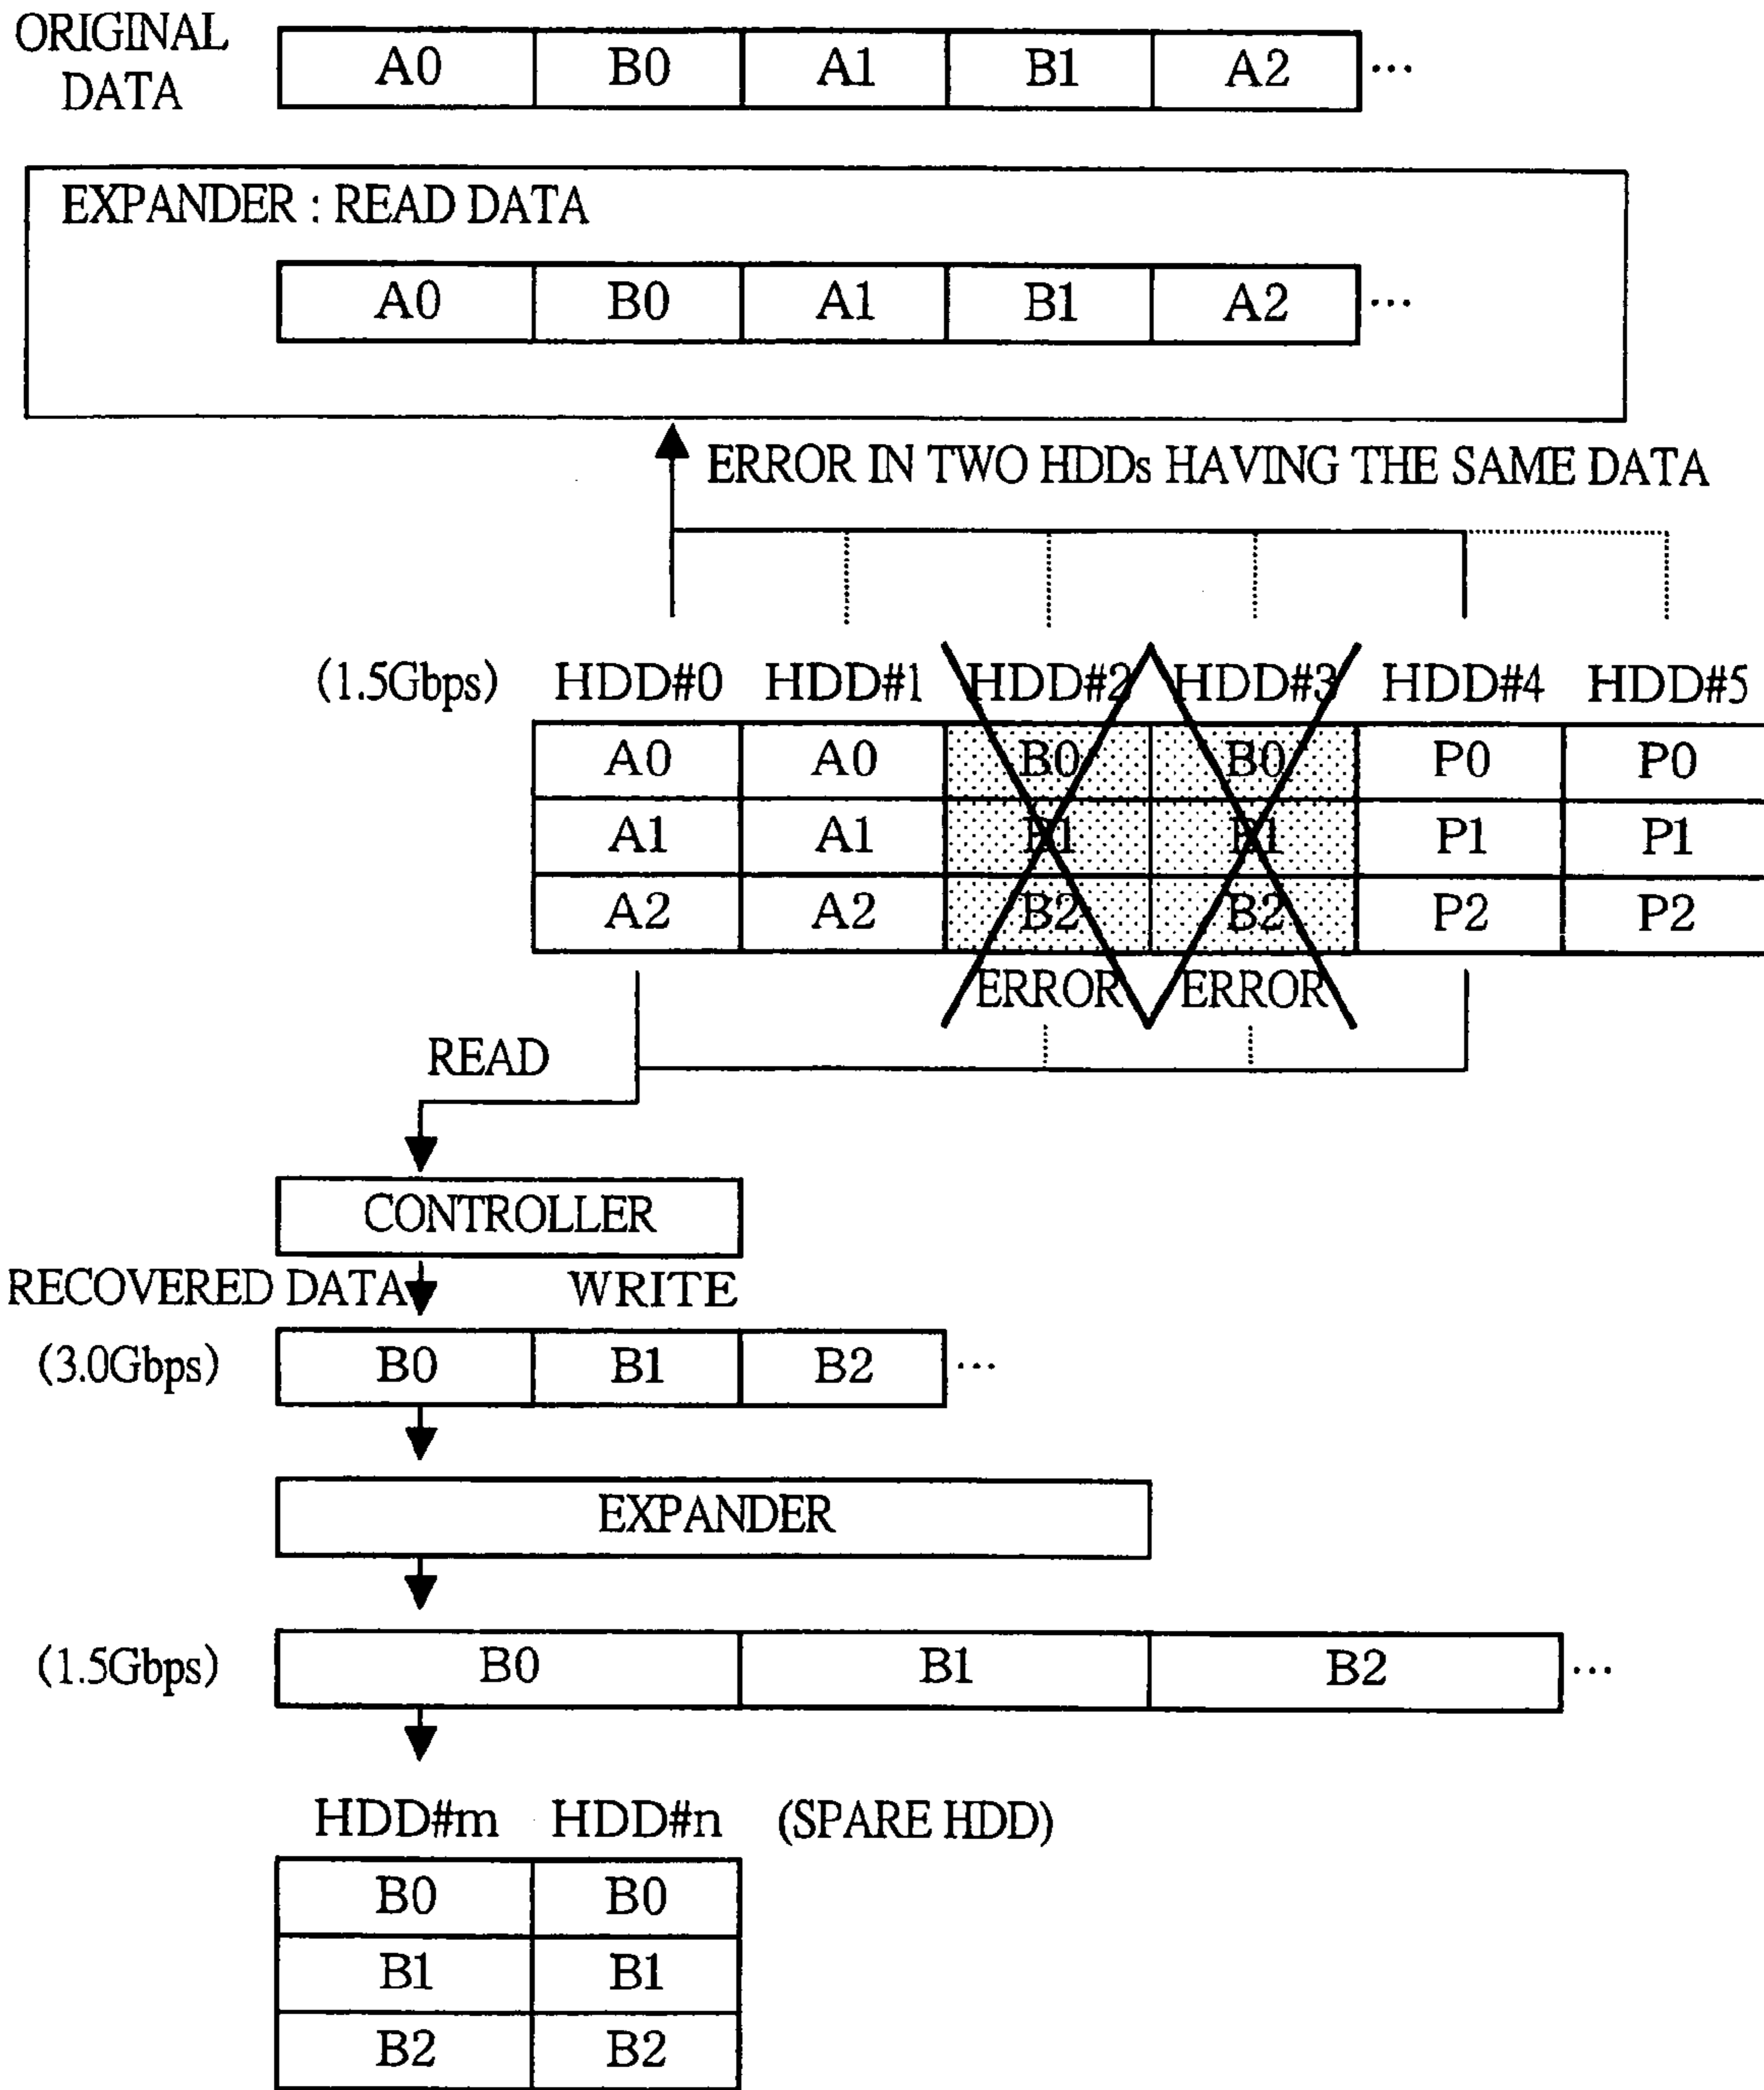 ORIGINAL
DATA
A0 B0 A1 B1 A2 ...
EXPANDER : READ DATA
A0 B0 A1 B1 A2 ...
ERROR IN TWO HDDs HAVING THE SAME DATA
(1.5Gbps) HDD#0 HDD#1 HDD#2 HDD#3 HDD#4 HDD#5
A0 A0 B0 B0 P0 P0
A1 A1 B1 B1 P1 P1
A2 A2 B2 B2 P2 P2
ERROR ERROR
READ
CONTROLLER
RECOVERED DATA WRITE
(3.0Gbps) B0 B1 B2 ...
EXPANDER
(1.5Gbps) B0 B1 B2 ...
HDD#m HDD#n (SPARE HDD)
B0 B0
B1 B1
B2 B2